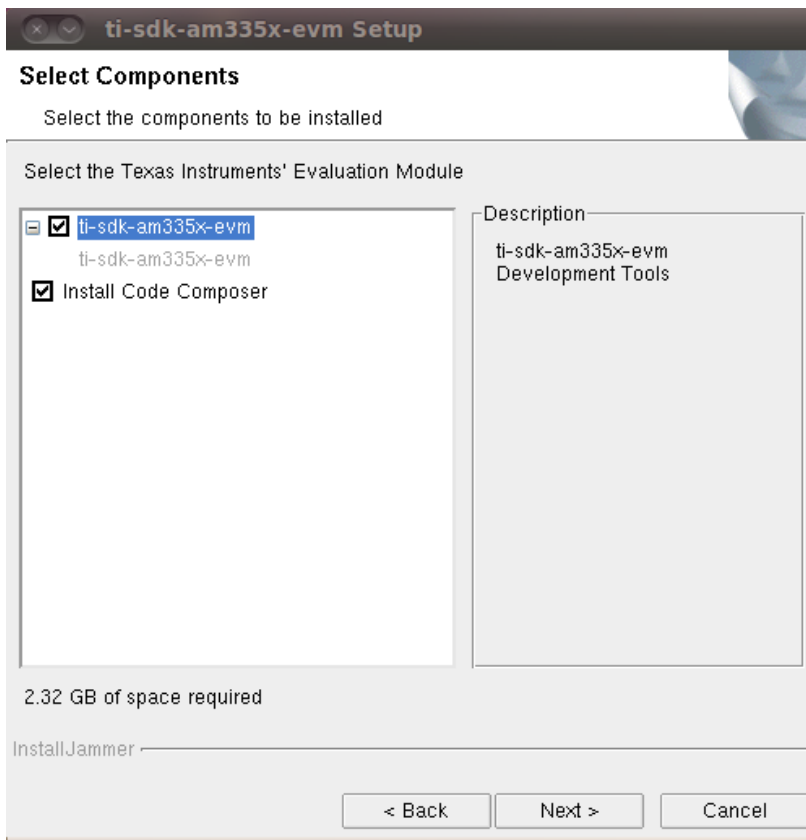 ti-sdk-am335x-evm Setup
Select Components
Select the components to be installed
Select the Texas Instruments' Evaluation Module
ti-sdk-am335x-evm
ti-sdk-am335x-evm
Install Code Composer
Description
ti-sdk-am335x-evm
Development Tools
2.32 GB of space required
InstallJammer
< Back
Next >
Cancel